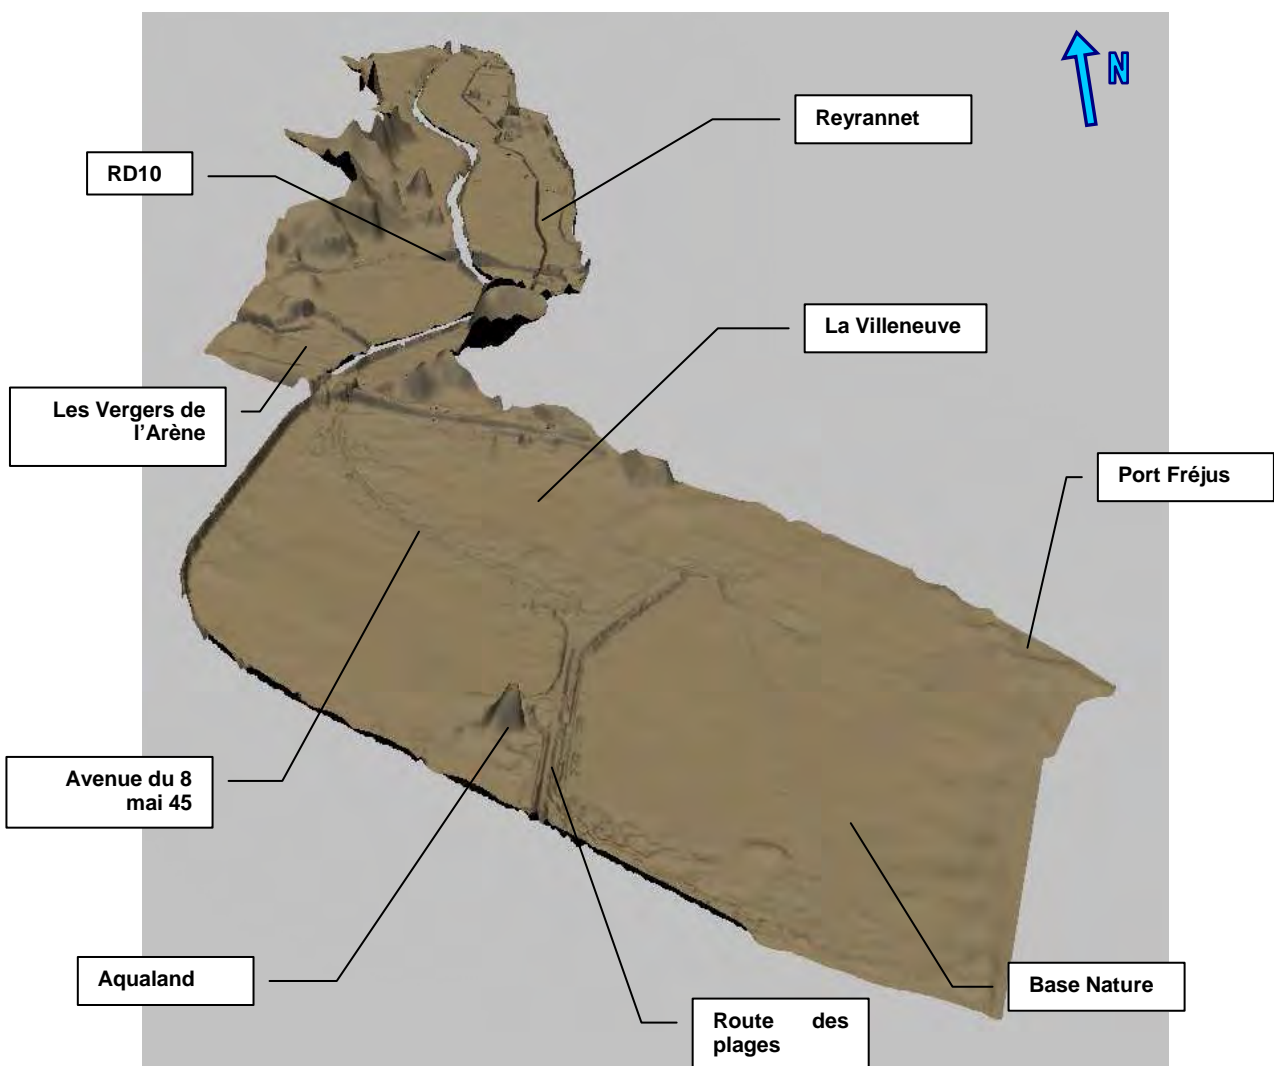 N
Reyrannet
RD10
La Villeneuve
Les Vergers de
l'Arène
Port Fréjus
Avenue du 8
mai 45
Aqualand
Base Nature
Route des
plages